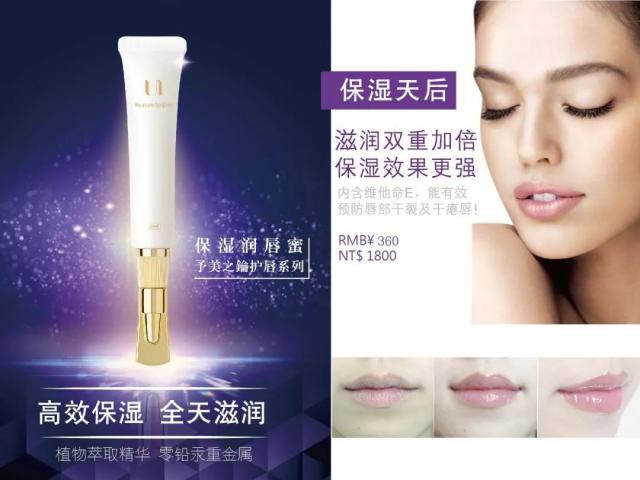 U
保湿润唇蜜
予美之鑰护唇系列
高效保湿 全天滋润
植物萃取精华 零铅汞重金属
保湿天后
滋润双重加倍
保湿效果更强
内含维他命E，能有效
预防唇部干裂及干瘪唇!
RMB¥ 360
NT$ 1800